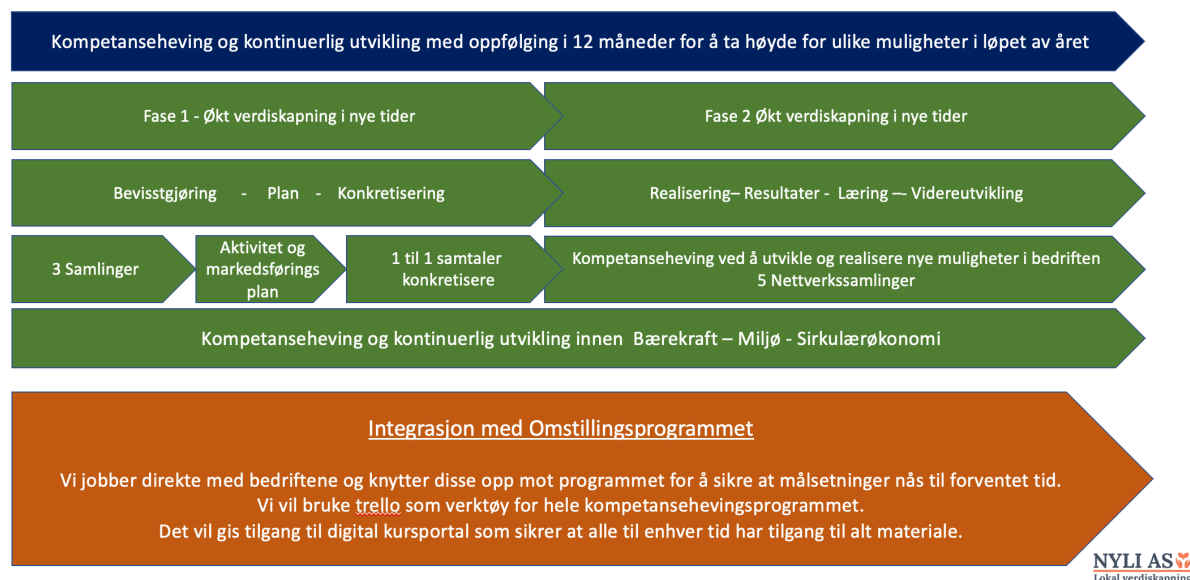 Kompetanseheving og kontinuerlig utvikling med oppfølging i 12 måneder for å ta høyde for ulike muligheter i løpet av året
Fase 1 - Økt verdiskapning i nye tider
Fase 2 Økt verdiskapning i nye tider
Bevisstgjøring - Plan - Konkretisering
Realisering– Resultater - Læring –- Videreutvikling
3 Samlinger
Aktivitet og
markedsførings
plan
1 til 1 samtaler
konkretisere
Kompetanseheving ved å utvikle og realisere nye muligheter i bedriften
5 Nettverkssamlinger
Kompetanseheving og kontinuerlig utvikling innen Bærekraft – Miljø - Sirkulærøkonomi
Integrasjon med Omstillingsprogrammet
Vi jobber direkte med bedriftene og knytter disse opp mot programmet for å sikre at målsetninger nås til forventet tid.
Vi vil bruke trello som verktøy for hele kompetansehevingsprogrammet.
Det vil gis tilgang til digital kursportal som sikrer at alle til enhver tid har tilgang til alt materiale.
NYLI AS
Lokal verdiskapning